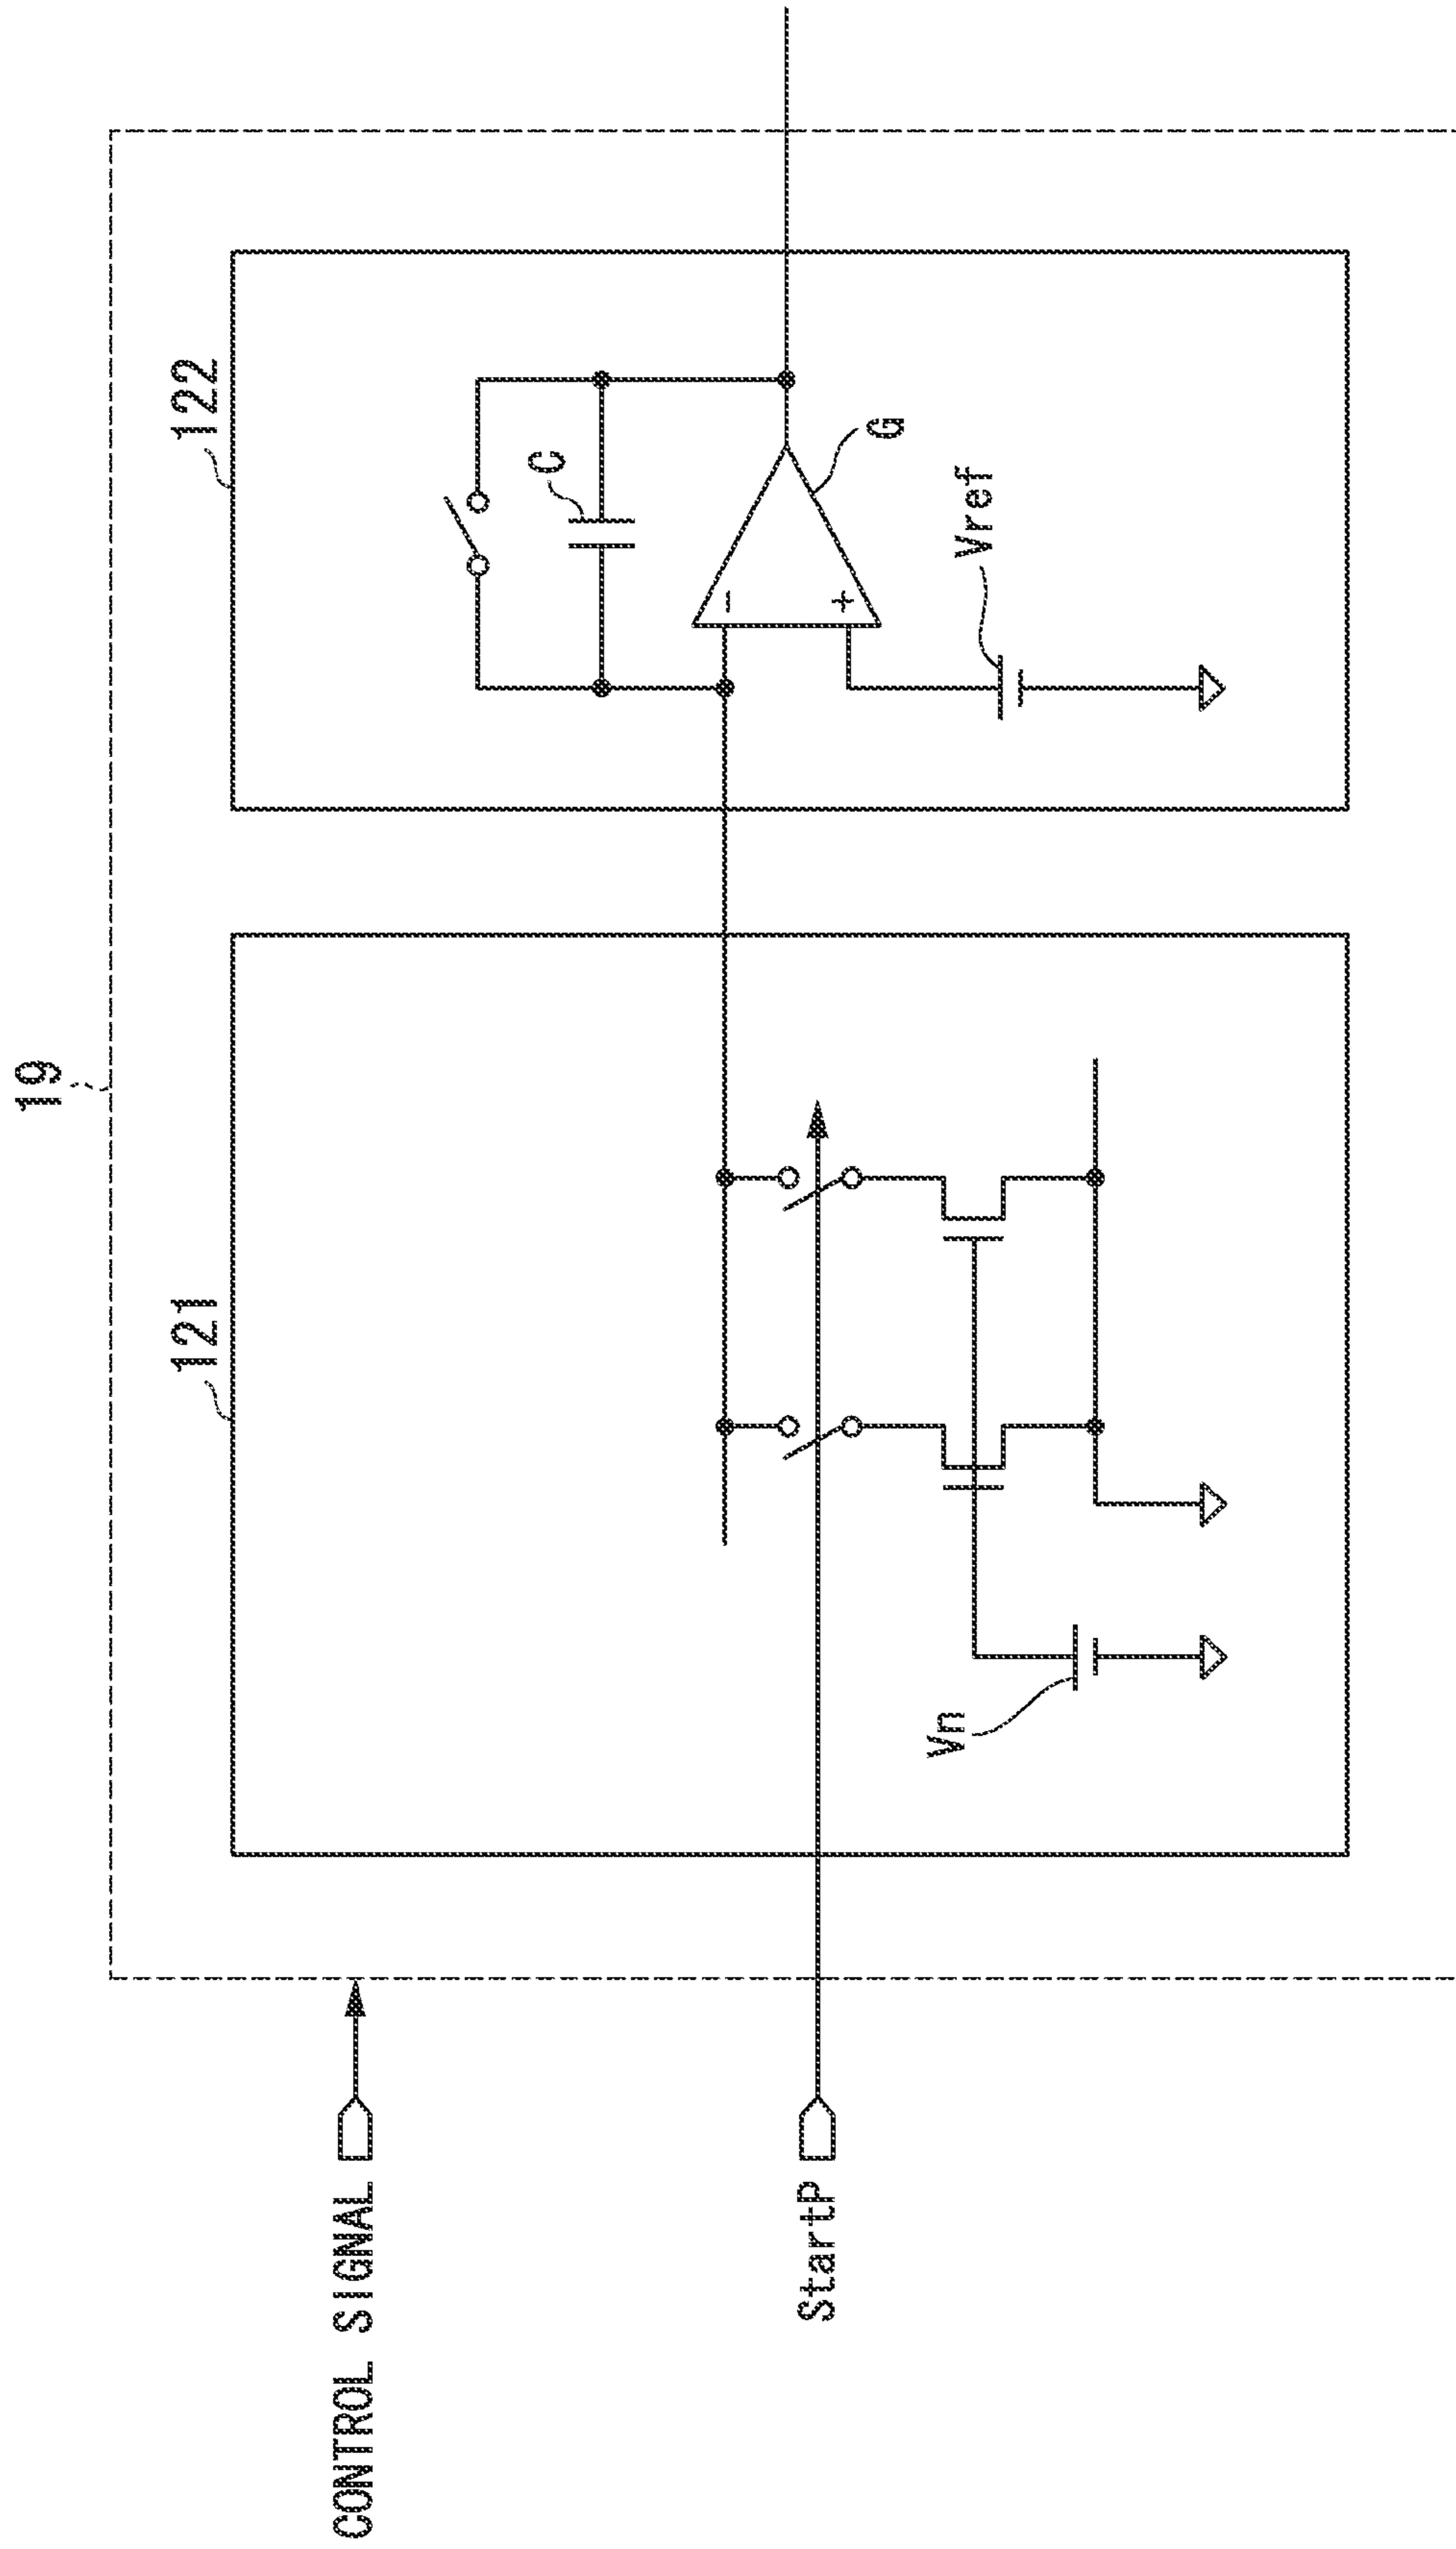 19
121
122
C
G
Vref
Vn
CONTROL SIGNAL
StartP
−
+